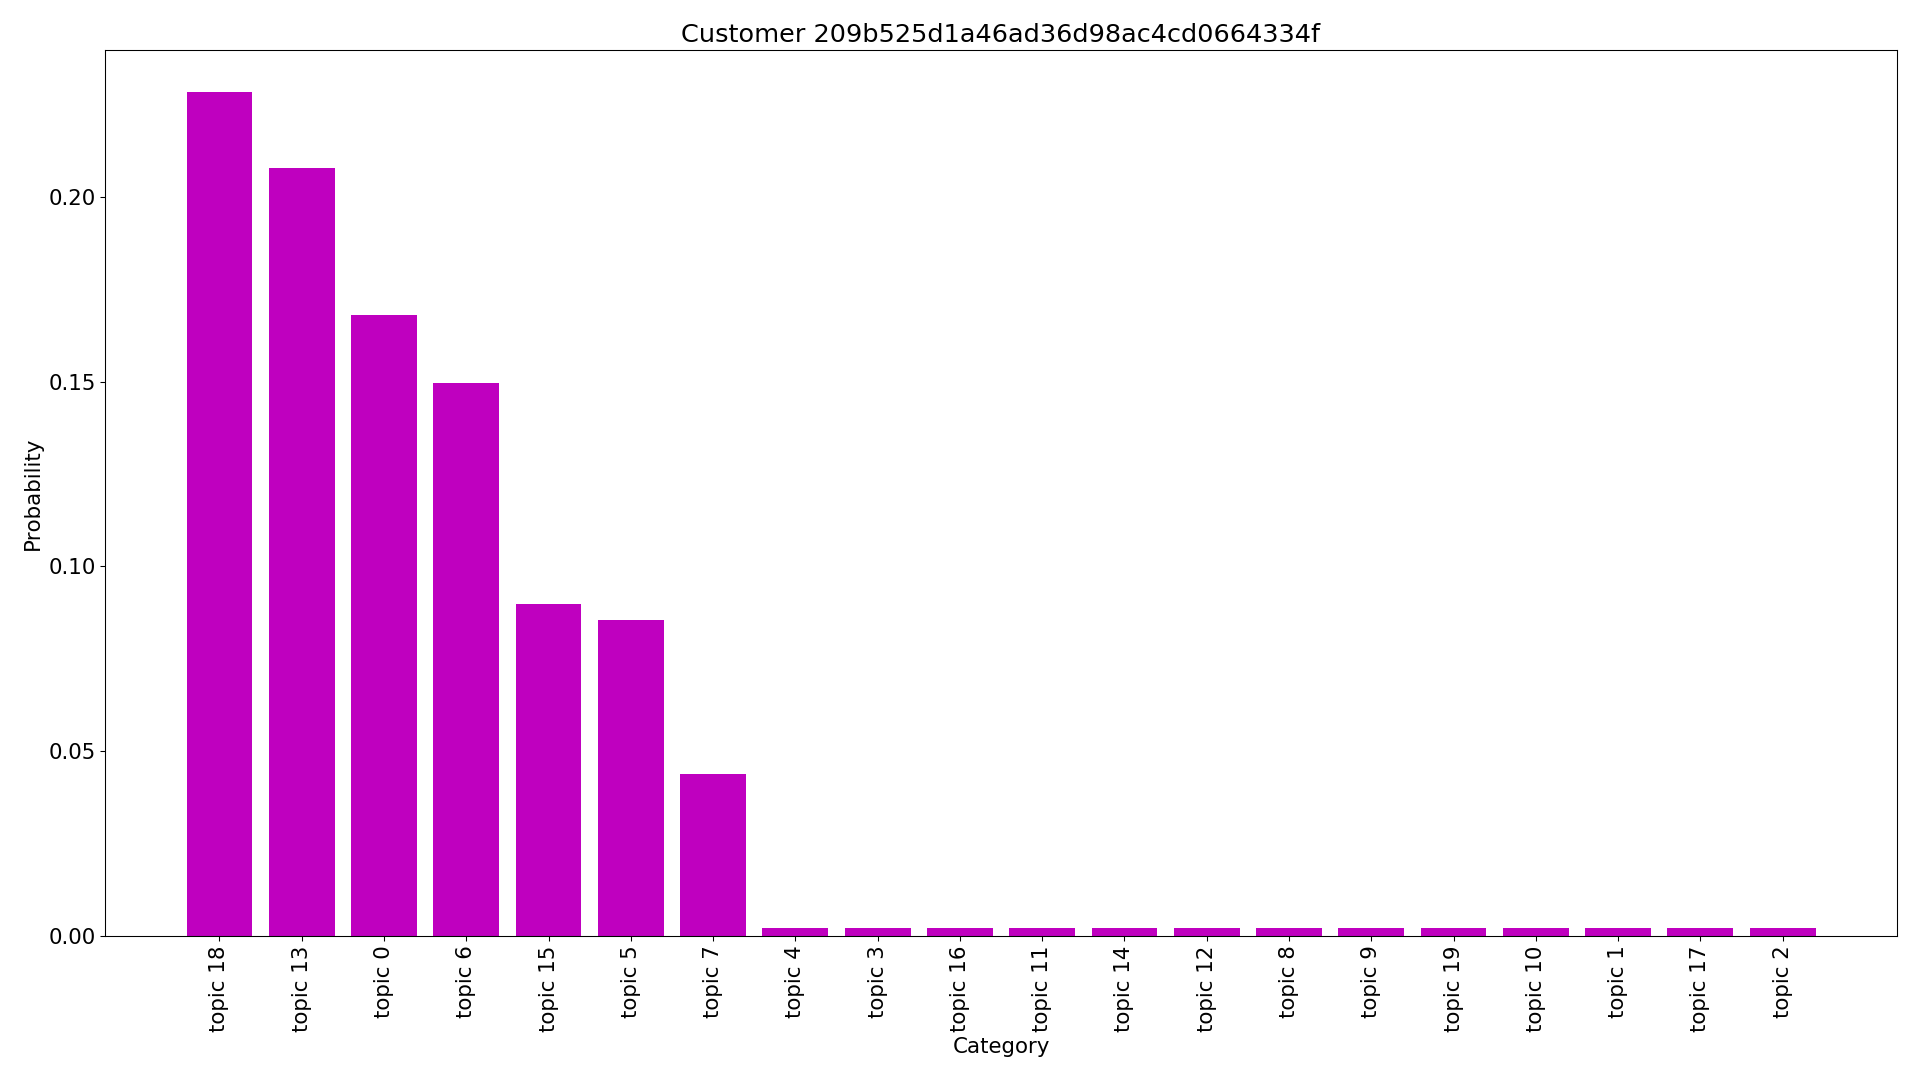 Customer 209b525d1a46ad36d98ac4cd0664334f
Probability
0.20
0.15
0.10
0.05
0.00
topic 18
topic 13
topic 0
topic 6
topic 15
topic 5
topic 7
topic 4
topic 3
topic 16
topic 11
topic 14
topic 12
topic 8
topic 9
topic 19
topic 10
topic 1
topic 17
topic 2
Category